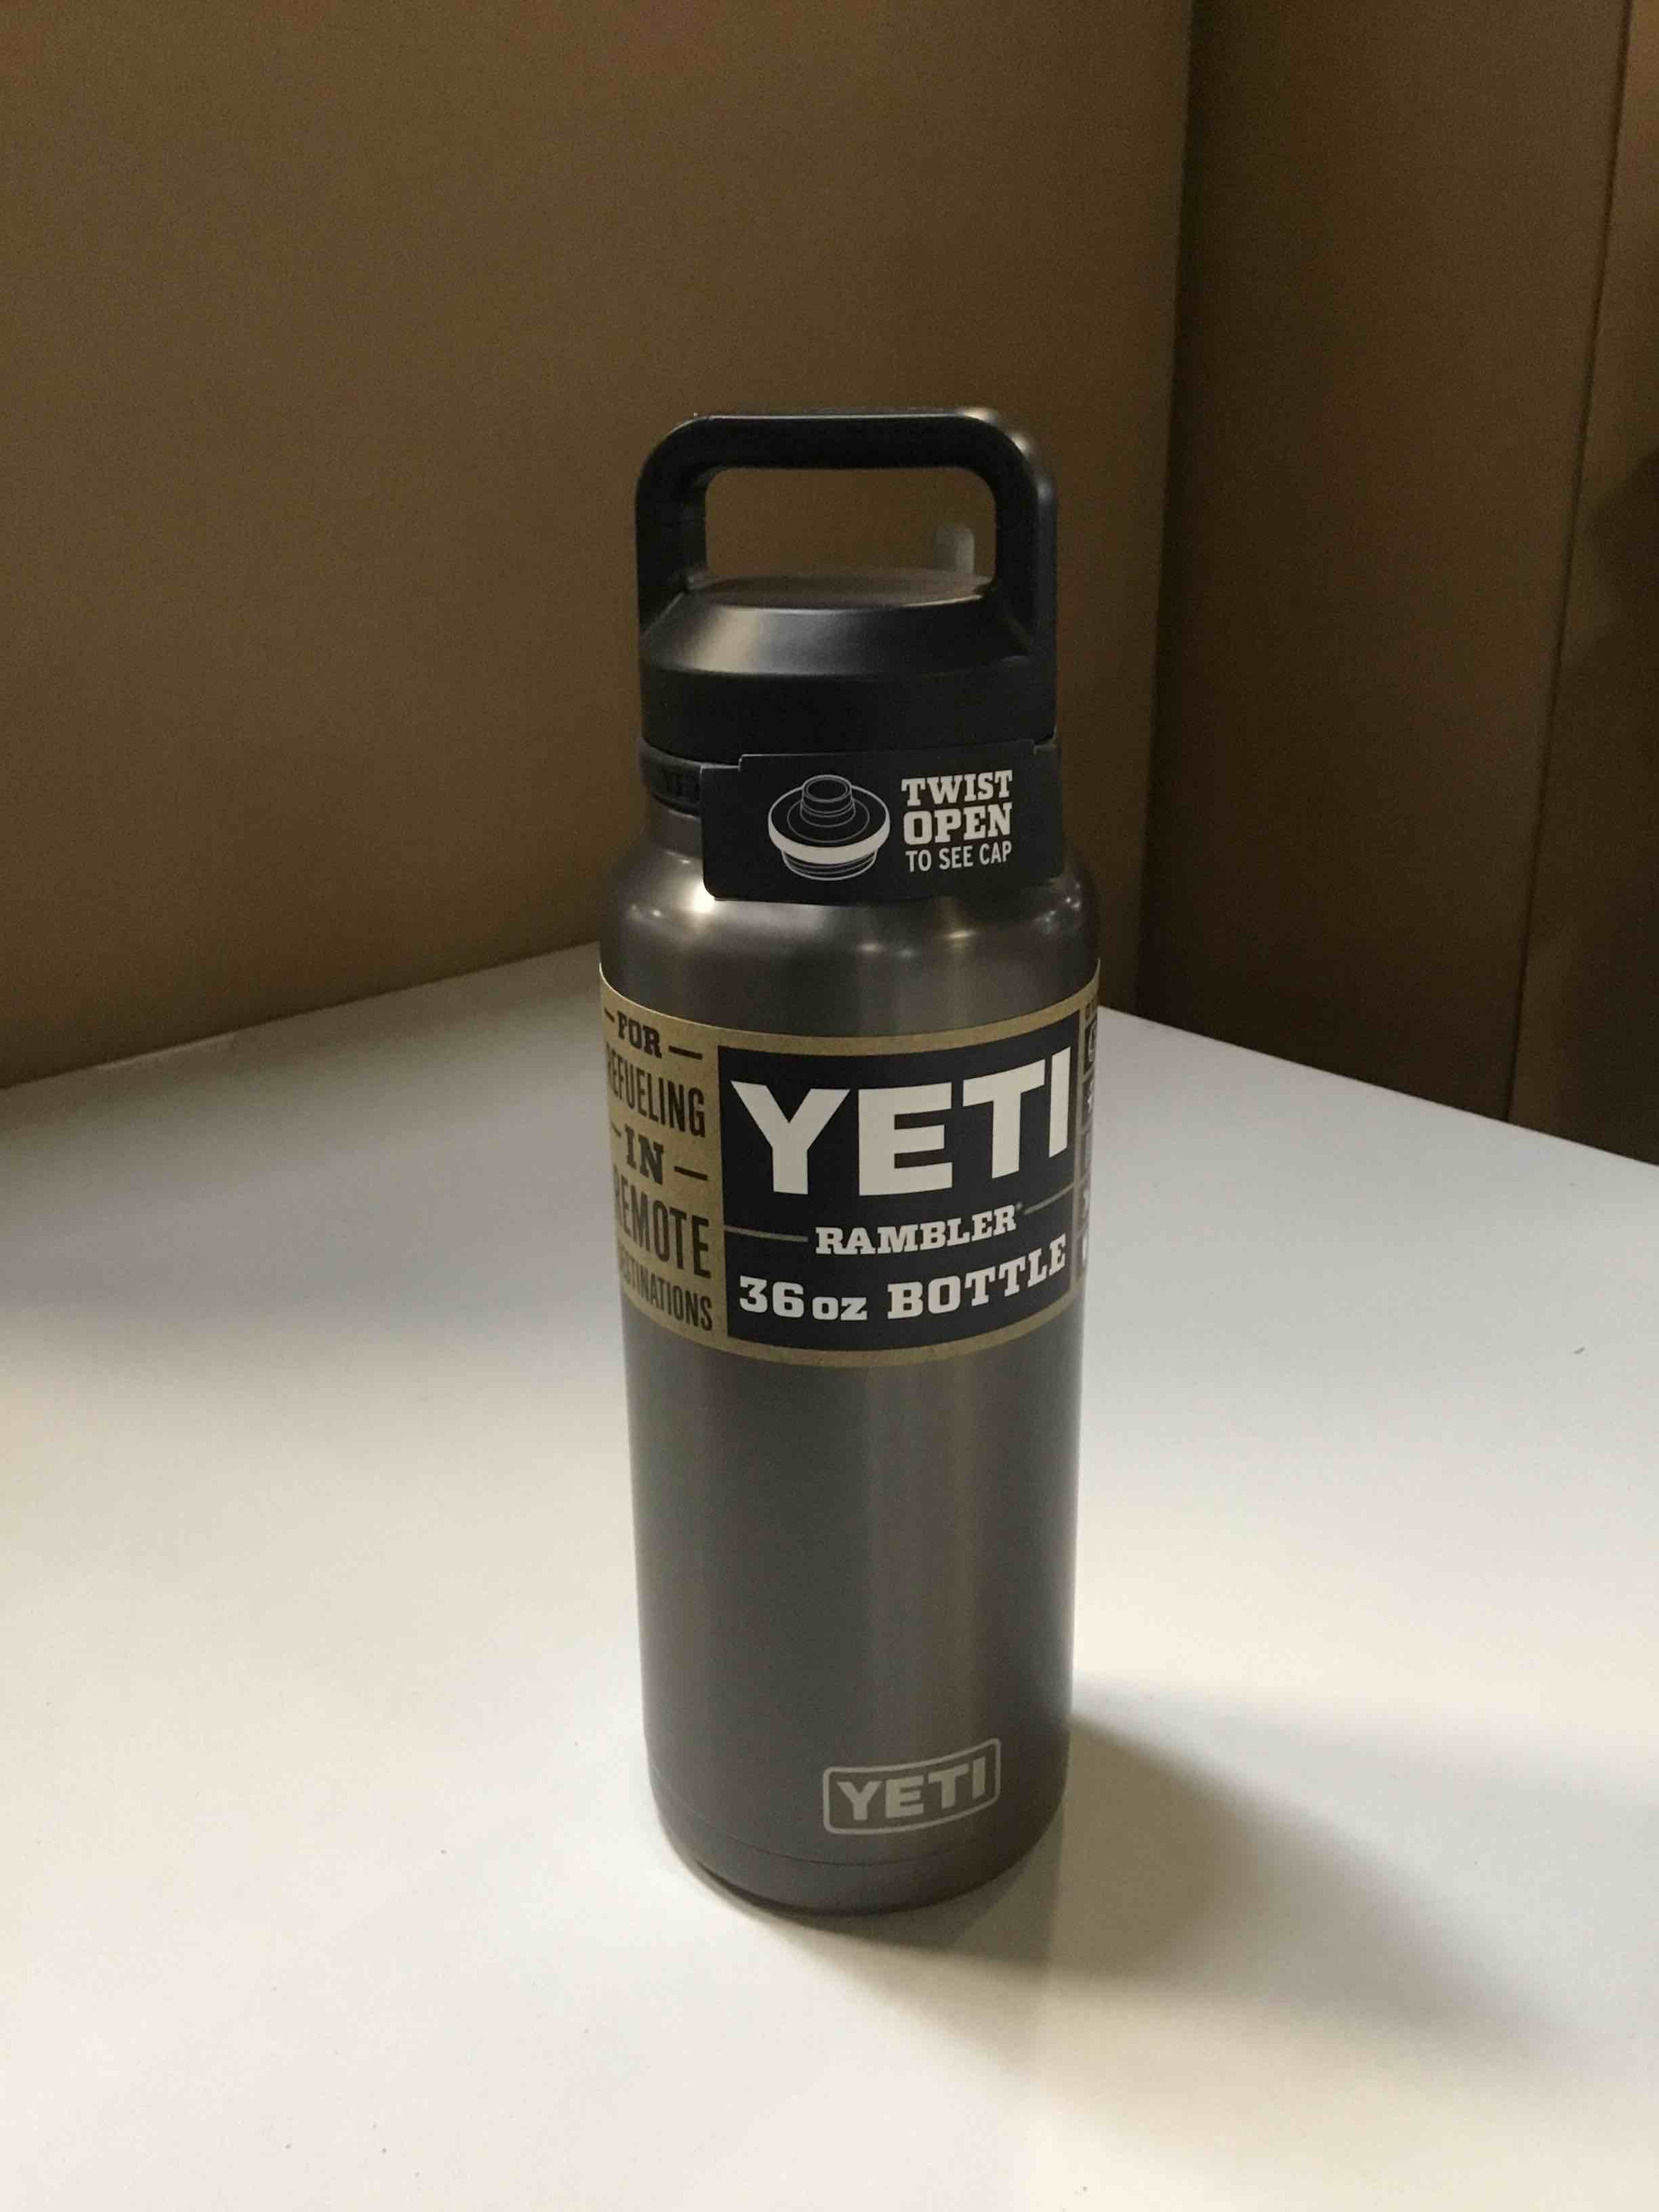 TWIST
OPEN
TO SEE CAP
FOR
REFUELING
IN
REMOTE
DESTINATIONS
YETI
RAMBLER
36 oz BOTTLE
YETI